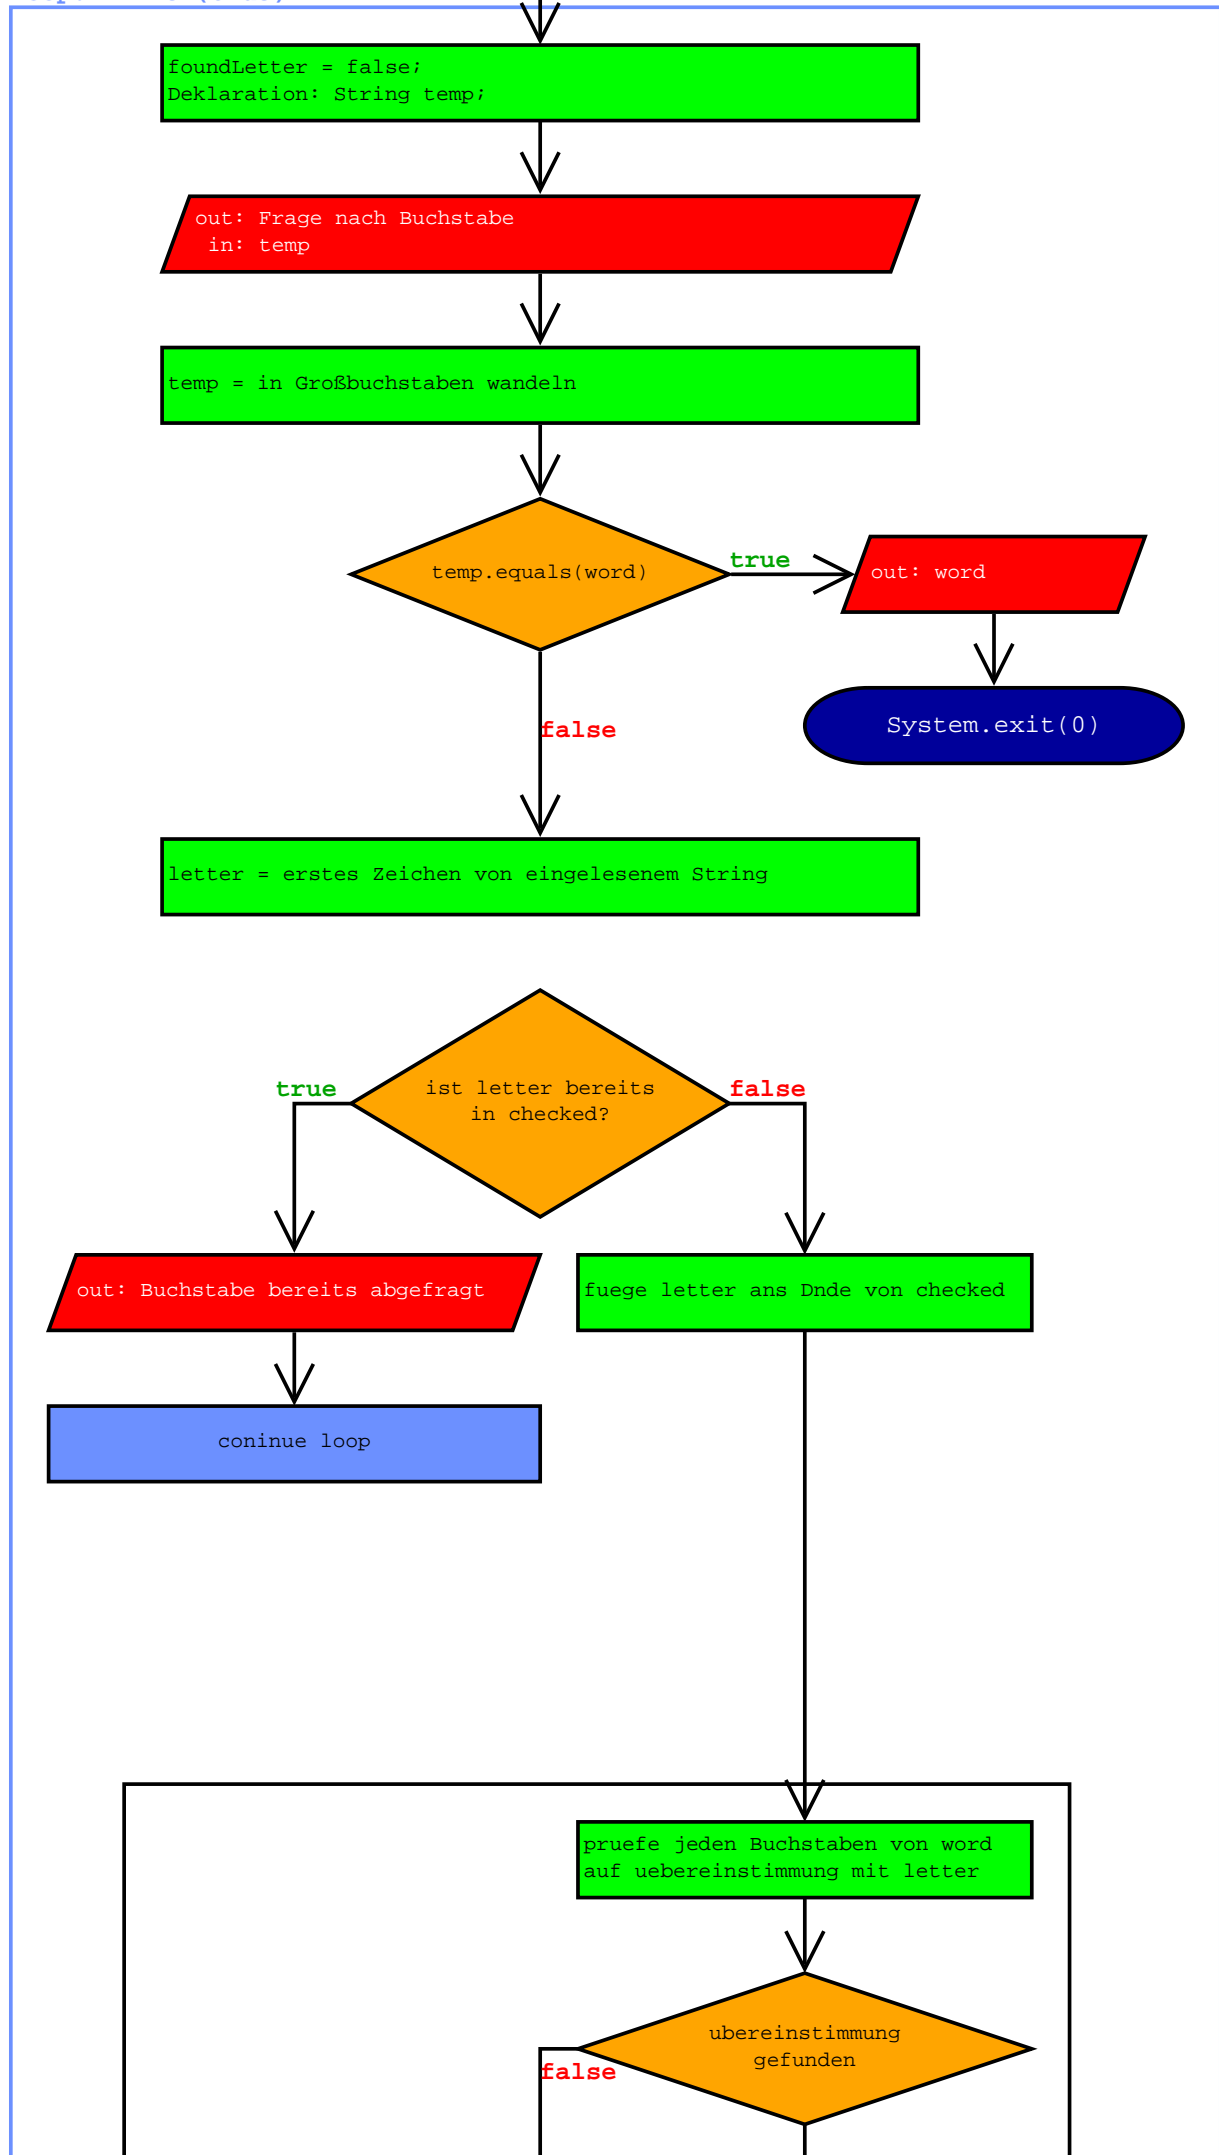 foundLetter = false;
Deklaration: String temp;
out: Frage nach Buchstabe
in: temp
temp = in Großbuchstaben wandeln
temp.equals(word)
true
out: word
System.exit(0)
false
letter = erstes Zeichen von eingelesenem String
ist letter bereits
in checked?
true
false
out: Buchstabe bereits abgefragt
fuege letter ans Dnde von checked
coninue loop
pruefe jeden Buchstaben von word
auf uebereinstimmung mit letter
ubereinstimmung
gefunden
false